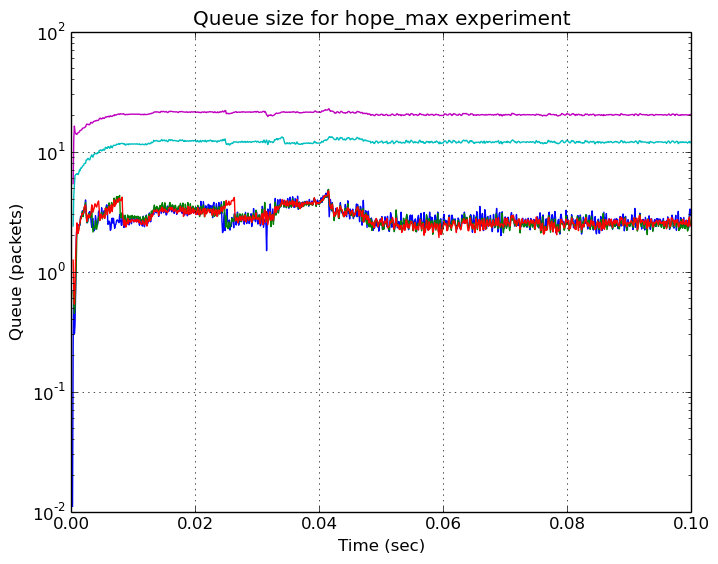 Queue size for hope_max experiment
10^2
10^1
10^0
10^-1
10^-2
Queue (packets)
0.00 0.02 0.04 0.06 0.08 0.10
Time (sec)